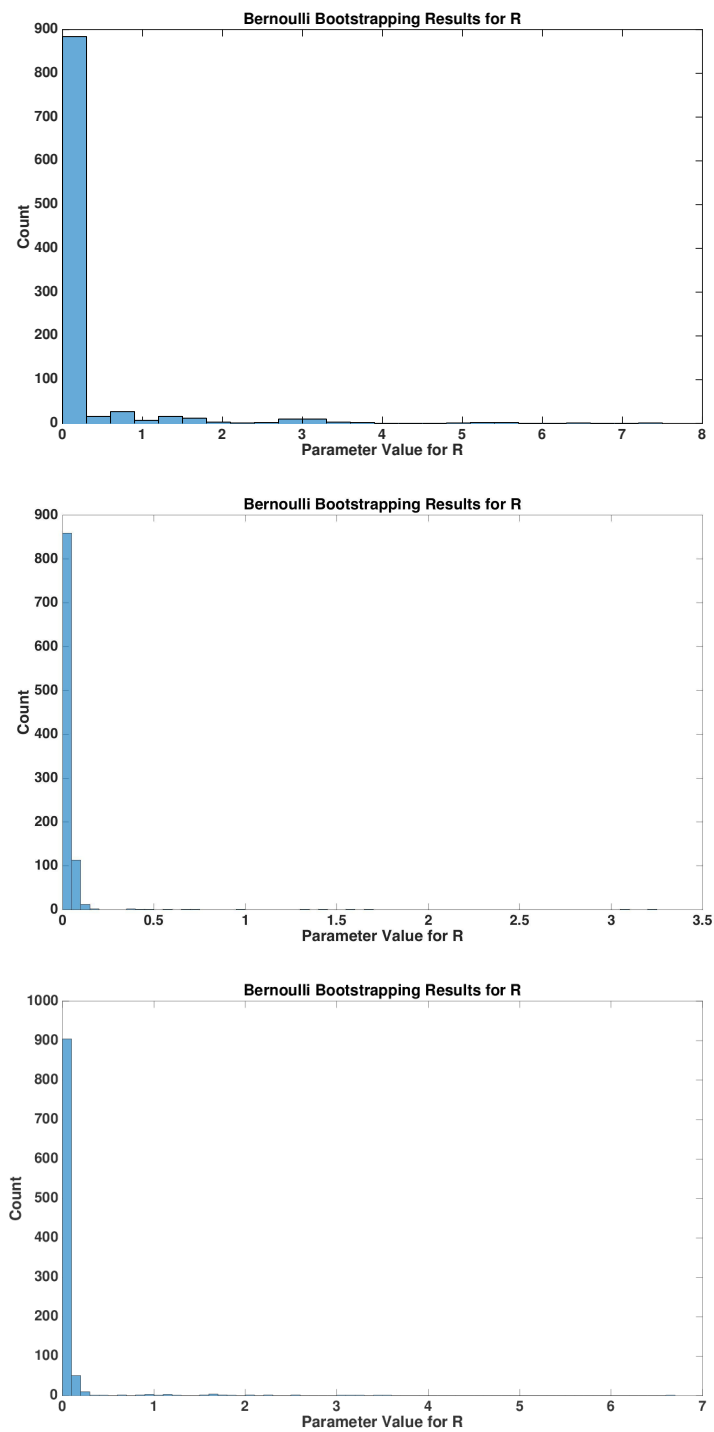 Bernoulli Bootstrapping Results for R
900
800
700
600
500
400
300
200
100
0
Count
0 1 2 3 4 5 6 7 8
Parameter Value for R
Bernoulli Bootstrapping Results for R
900
800
700
600
500
400
300
200
100
0
Count
0 0.5 1 1.5 2 2.5 3 3.5
Parameter Value for R
Bernoulli Bootstrapping Results for R
1000
900
800
700
600
500
400
300
200
100
0
Count
0 1 2 3 4 5 6 7
Parameter Value for R